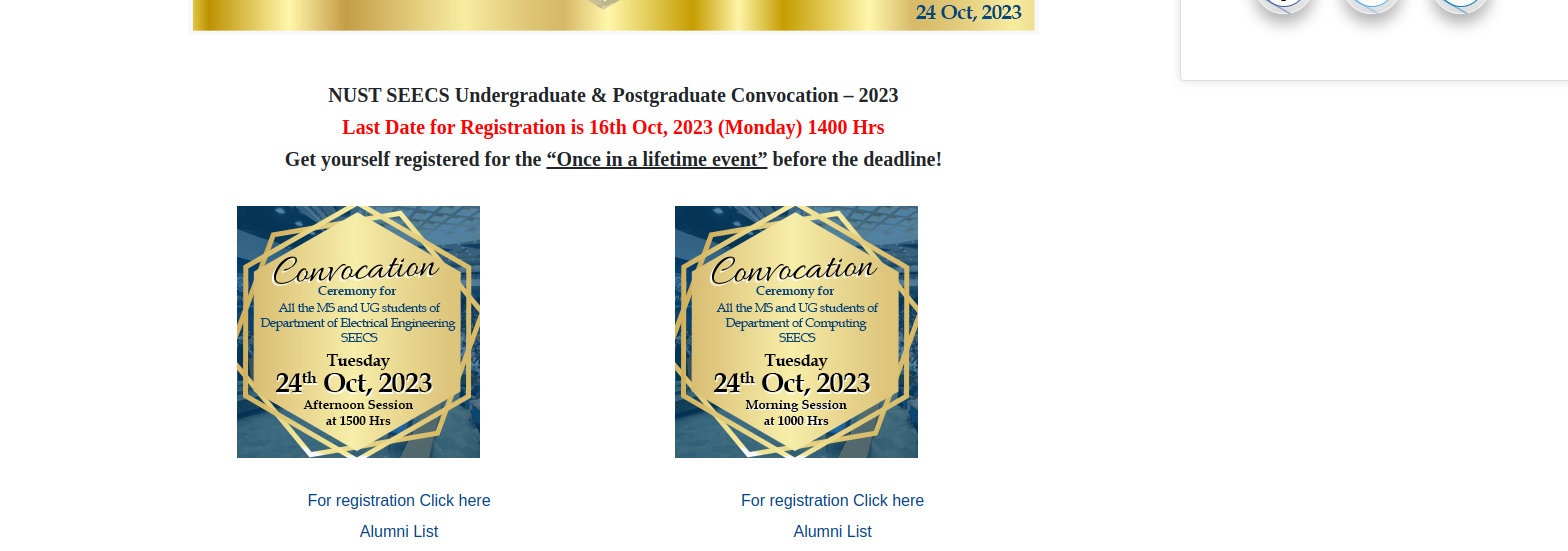 24 Oct, 2023
NUST SEECS Undergraduate & Postgraduate Convocation – 2023
Last Date for Registration is 16th Oct, 2023 (Monday) 1400 Hrs
Get yourself registered for the “Once in a lifetime event” before the deadline!
Convocation
Ceremony for
All the MS and UG students of
Department of Electrical Engineering
SEECS
Tuesday
24th Oct, 2023
Afternoon Session
at 1500 Hrs
For registration Click here
Alumni List
Convocation
Ceremony for
All the MS and UG students of
Department of Computing
SEECS
Tuesday
24th Oct, 2023
Morning Session
at 1000 Hrs
For registration Click here
Alumni List